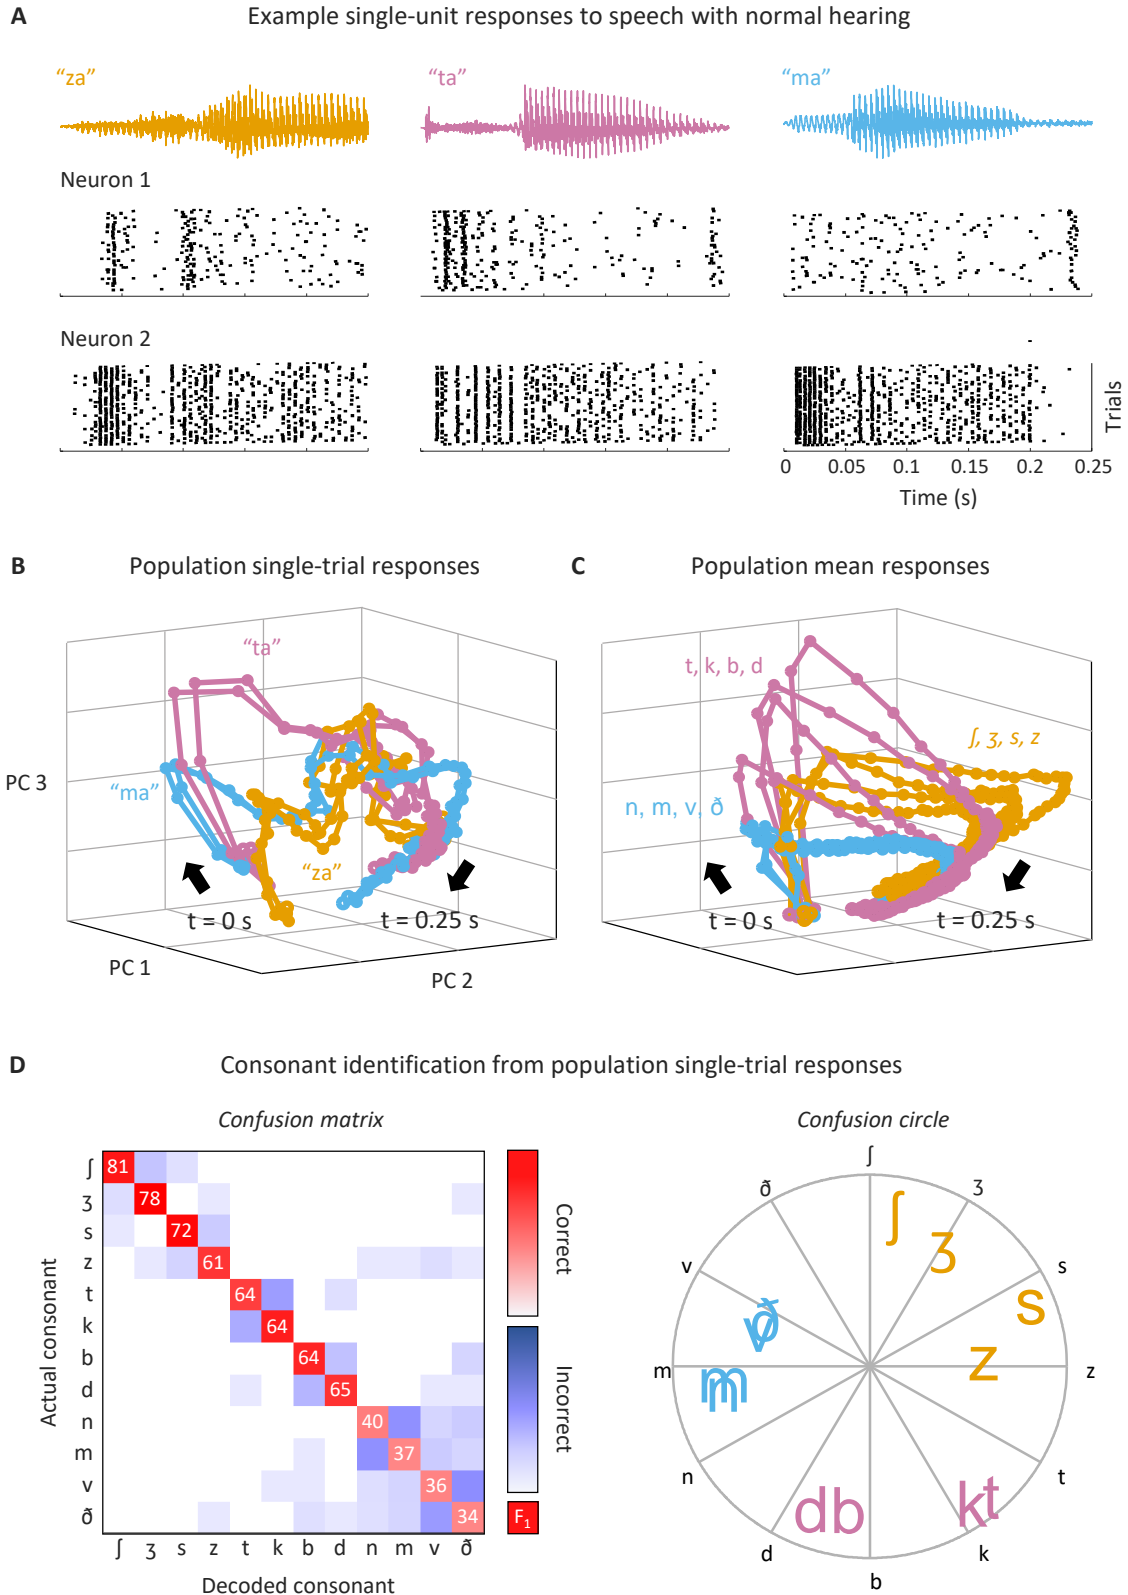 A Example single-unit responses to speech with normal hearing
“za” “ta” “ma”
Neuron 1
Neuron 2
Trials
0 0.05 0.1 0.15 0.2 0.25
Time (s)
B Population single-trial responses
C Population mean responses
“ta”
“ma”
“za”
PC 3
t = 0 s
t = 0.25 s
PC 1
PC 2
t, k, b, d
ʃ, ʒ, s, z
n, m, v, ð
t = 0 s
t = 0.25 s
D Consonant identification from population single-trial responses
Confusion matrix
Actual consonant
ʃ 81
ʒ 78
s 72
z 61
t 64
k 64
b 64
d 65
n 40
m 37
v 36
ð 34
ʃ ʒ s z t k b d n m v ð
Decoded consonant
Correct
Incorrect
F1
Confusion circle
ʃ
ʒ
s
z
t
k
b
d
n
m
v
ð
ʃ
ʒ
s
z
t
k
b
d
n
m
v
ð